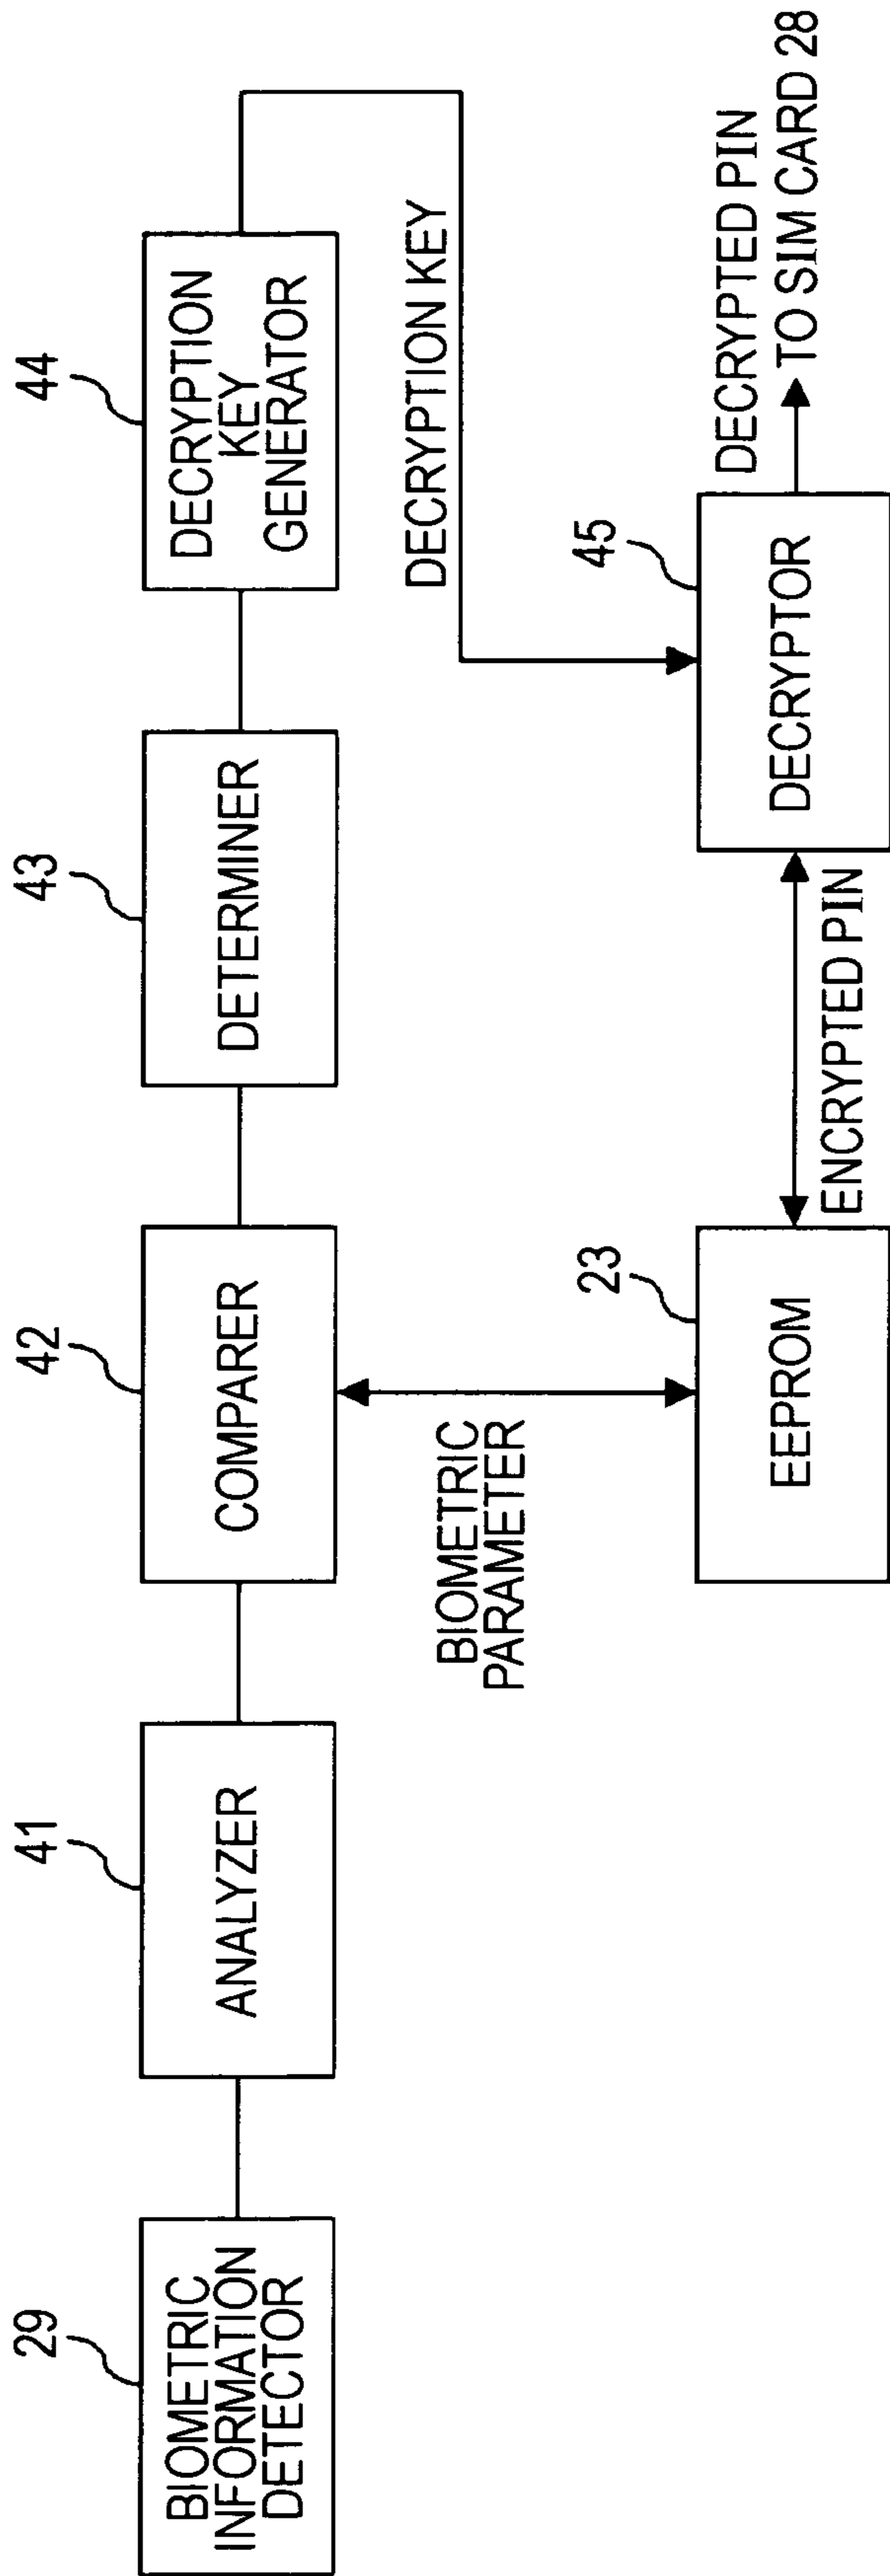 29
BIOMETRIC
INFORMATION
DETECTOR
41
ANALYZER
42
COMPARER
43
DETERMINER
44
DECRYPTION
KEY
GENERATOR
BIOMETRIC
PARAMETER
DECRYPTION KEY
23
EEPROM
ENCRYPTED PIN
45
DECRYPTOR
DECRYPTED PIN
TO SIM CARD 28